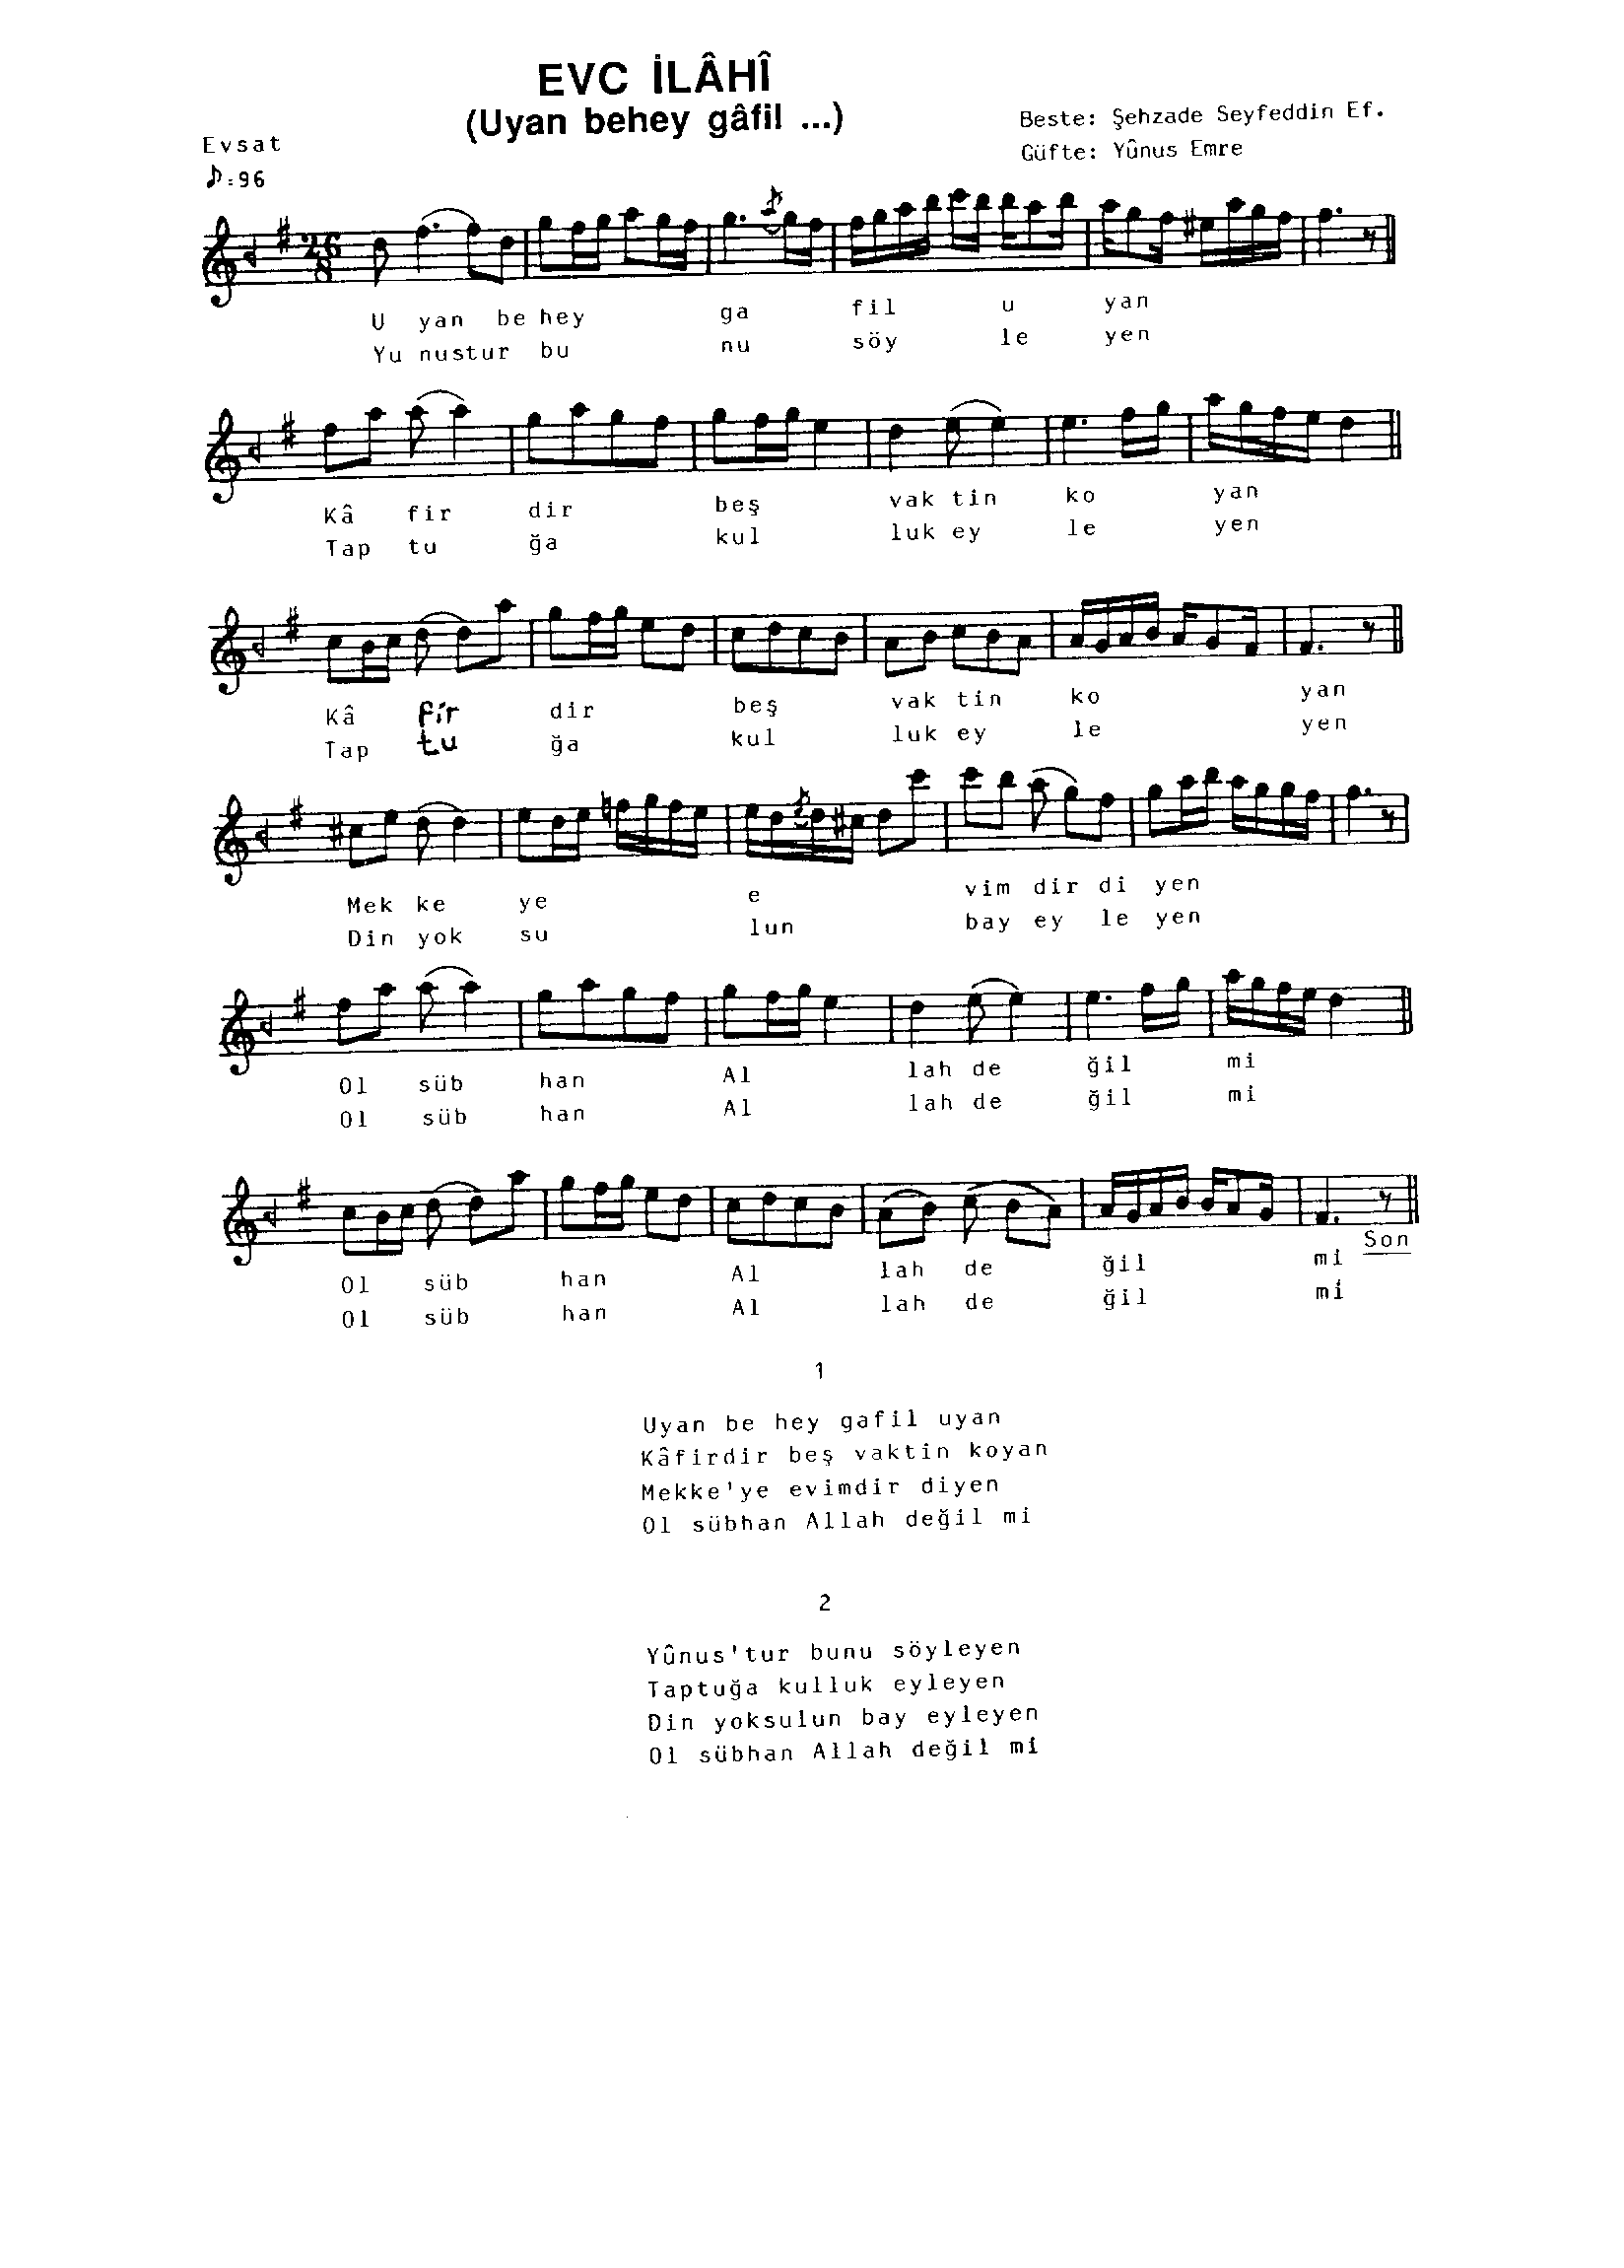 EVC İLÂHÎ
(Uyan behey gâfil ...)
Beste: Şehzade Seyfeddin Ef.
Güfte: Yûnus Emre
Evsat
♪=96
26
8
U yan be hey ga fil u yan
Yu nustur bu nu söy le yen
Kâ fir dir beş vak tin ko yan
Tap tu ğa kul luk ey le yen
Kâ fir dir beş vak tin ko yan
Tap tu ğa kul luk ey le yen
Mek ke ye e vim dir di yen
Din yok su lun bay ey le yen
Ol süb han Al lah de ğil mi
Ol süb han Al lah de ğil mi
Ol süb han Al lah de ğil mi Son
Ol süb han Al lah de ğil mi
1
Uyan be hey gafil uyan
Kâfirdir beş vaktin koyan
Mekke'ye evimdir diyen
Ol sübhan Allah değil mi
2
Yûnus'tur bunu söyleyen
Taptuğa kulluk eyleyen
Din yoksulun bay eyleyen
Ol sübhan Allah değil mi